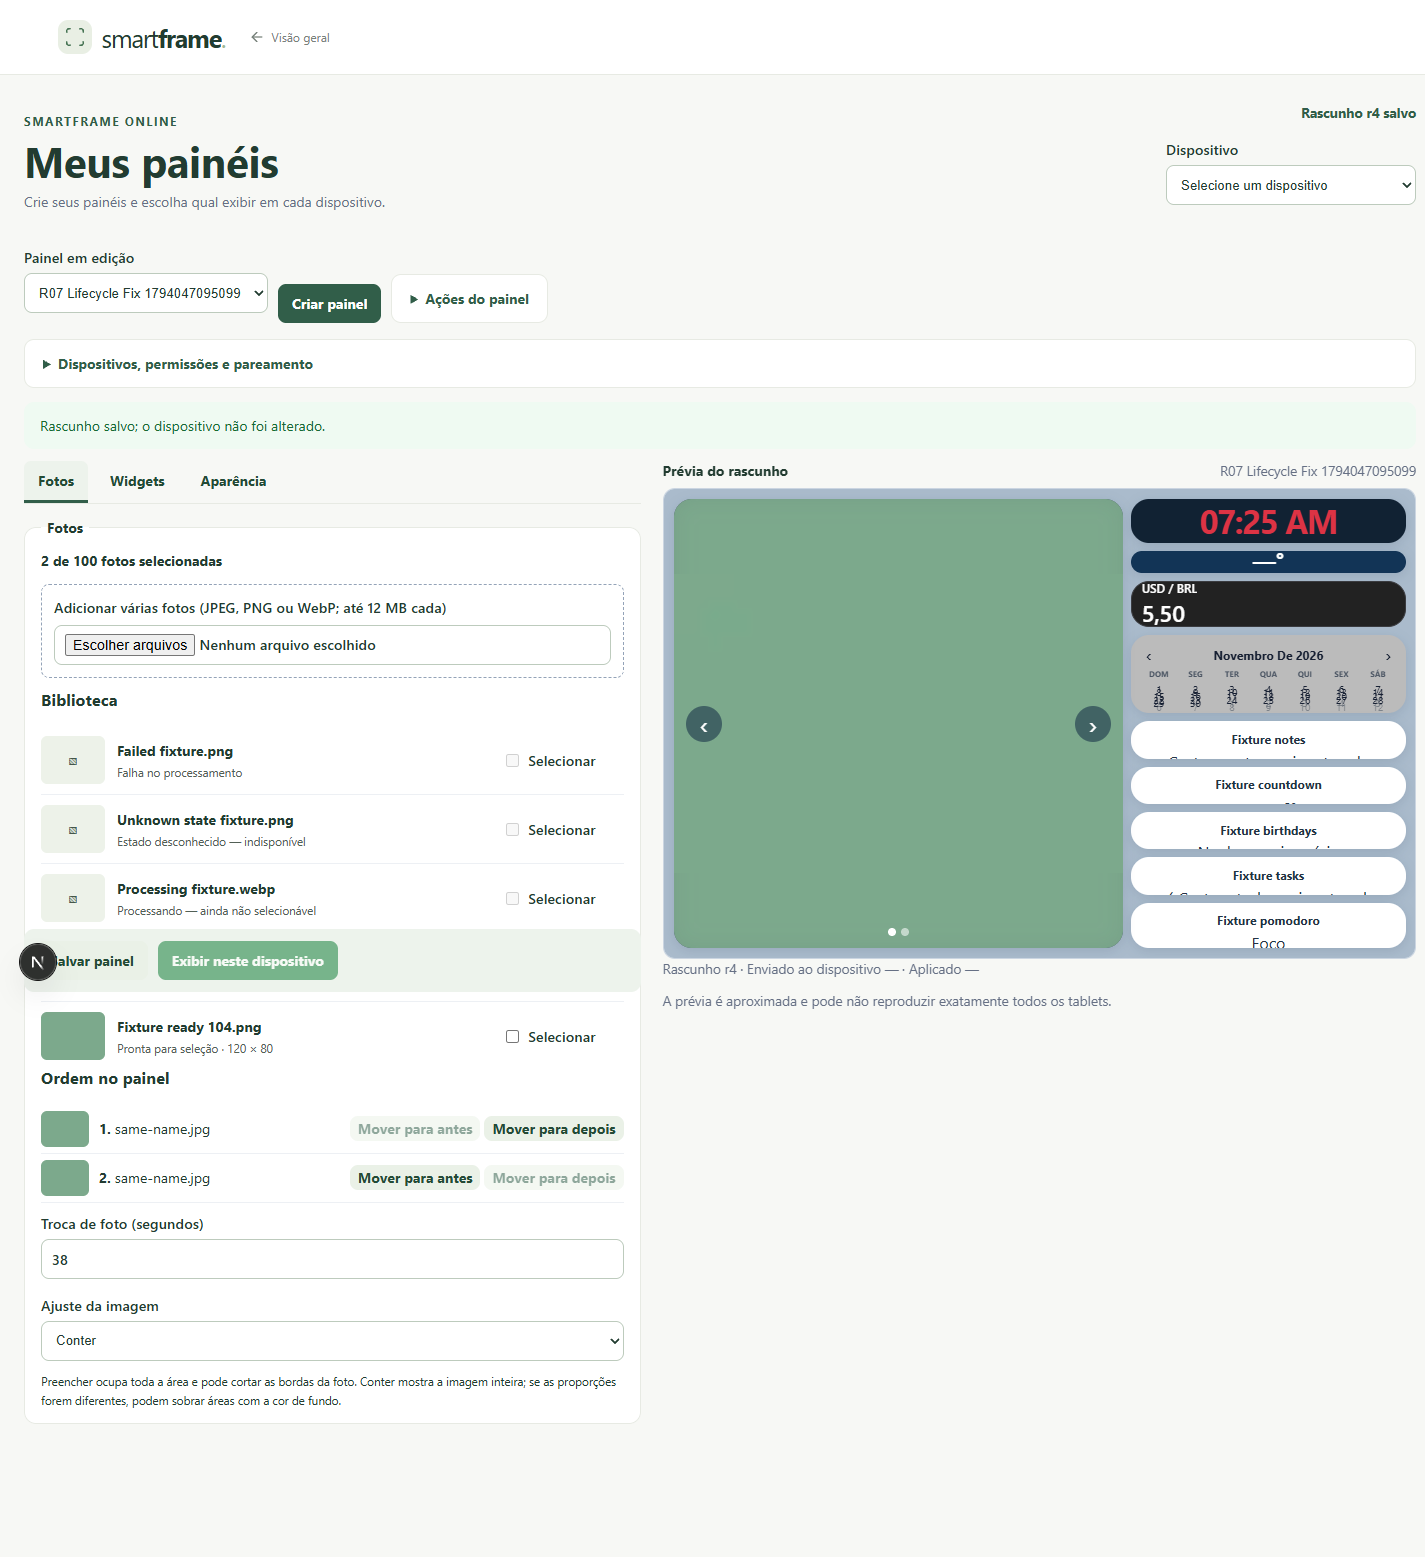 smartframe.
Visão geral
SMARTFRAME ONLINE
Meus painéis
Crie seus painéis e escolha qual exibir em cada dispositivo.
Rascunho r4 salvo
Dispositivo
Selecione um dispositivo
Painel em edição
R07 Lifecycle Fix 1794047095099
Criar painel
Ações do painel
Dispositivos, permissões e pareamento
Rascunho salvo; o dispositivo não foi alterado.
Fotos Widgets Aparência
Fotos
2 de 100 fotos selecionadas
Adicionar várias fotos (JPEG, PNG ou WebP; até 12 MB cada)
Escolher arquivos Nenhum arquivo escolhido
Biblioteca
Failed fixture.png
Falha no processamento
Selecionar
Unknown state fixture.png
Estado desconhecido — indisponível
Selecionar
Processing fixture.webp
Processando — ainda não selecionável
Selecionar
N
alvar painel
Exibir neste dispositivo
Fixture ready 104.png
Pronta para seleção · 120 × 80
Selecionar
Ordem no painel
1. same-name.jpg Mover para antes Mover para depois
2. same-name.jpg Mover para antes Mover para depois
Troca de foto (segundos)
38
Ajuste da imagem
Conter
Preencher ocupa toda a área e pode cortar as bordas da foto. Conter mostra a imagem inteira; se as proporções
forem diferentes, podem sobrar áreas com a cor de fundo.
Prévia do rascunho
R07 Lifecycle Fix 1794047095099
‹ ›
07:25 AM
—°
USD / BRL
5,50
‹ Novembro De 2026 ›
DOM SEG TER QUA QUI SEX SÁB
Fixture notes
Fixture countdown
Fixture birthdays
Fixture tasks
Fixture pomodoro
Foco
Rascunho r4 · Enviado ao dispositivo — · Aplicado —
A prévia é aproximada e pode não reproduzir exatamente todos os tablets.